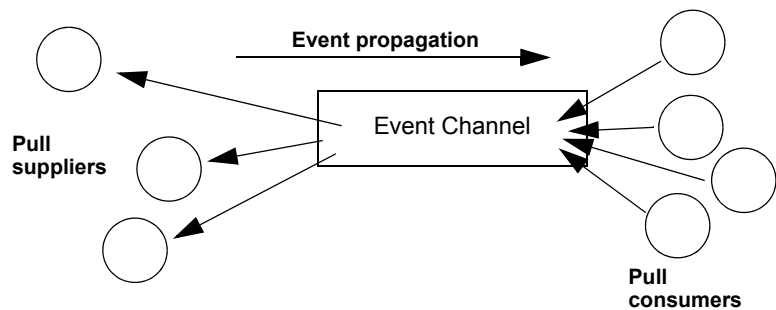 Event propagation
Event Channel
Pull
suppliers
Pull
consumers